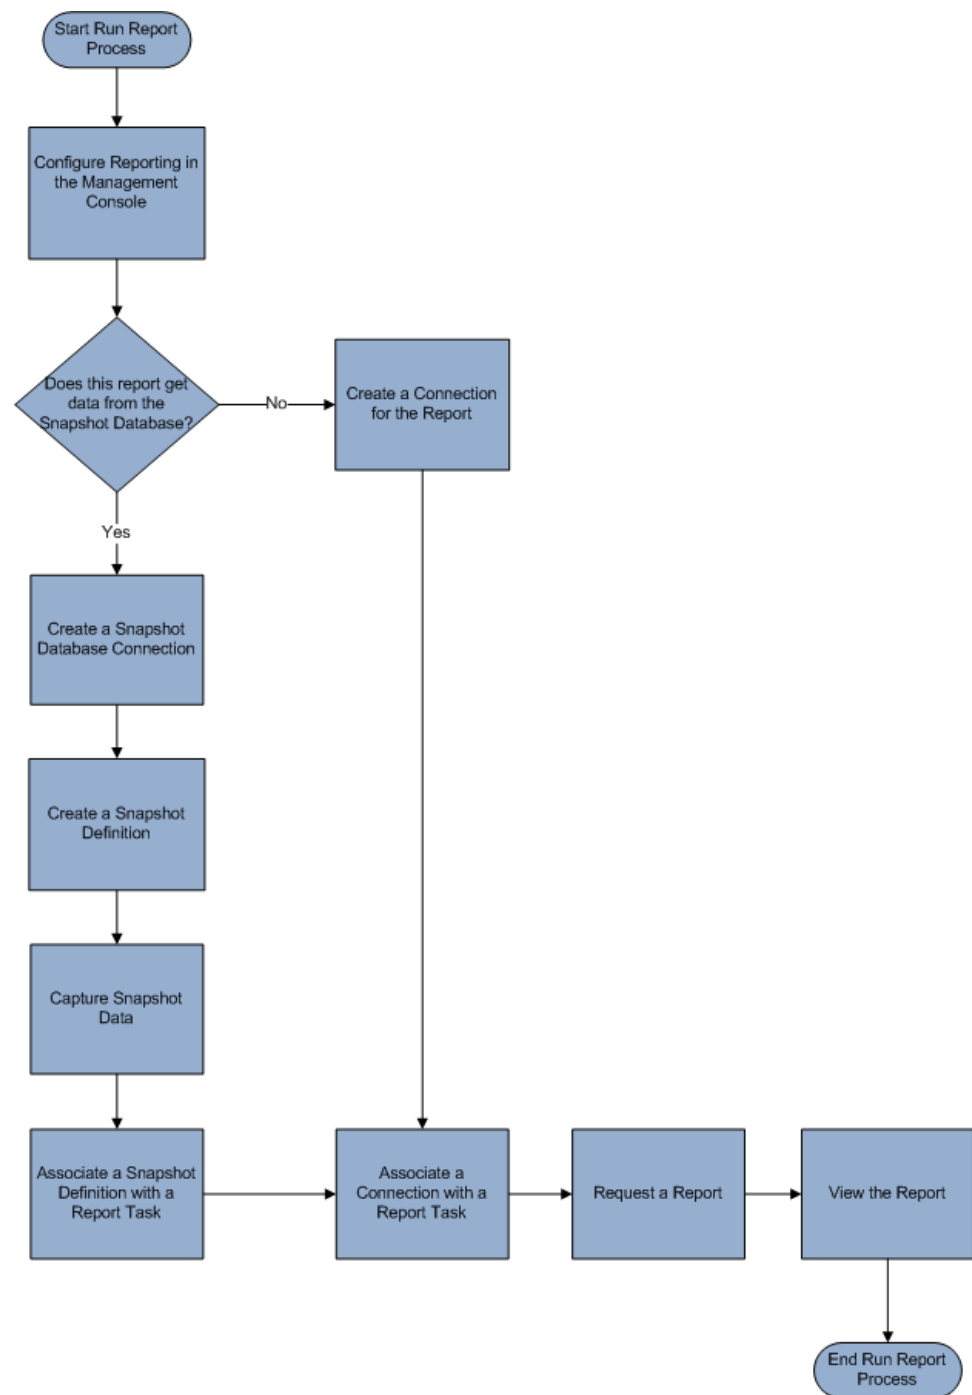 Start Run Report
Process
Configure Reporting in
the Management
Console
Does this report get
data from the
Snapshot Database?
No
Create a Connection
for the Report
Yes
Create a Snapshot
Database Connection
Create a Snapshot
Definition
Capture Snapshot
Data
Associate a Snapshot
Definition with a
Report Task
Associate a
Connection with a
Report Task
Request a Report
View the Report
End Run Report
Process